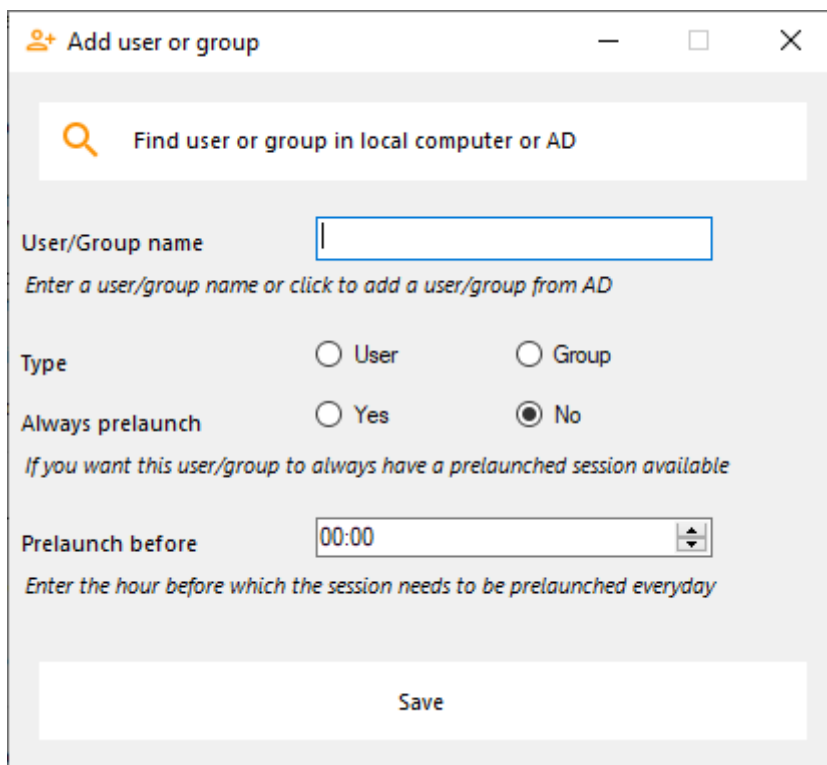 Add user or group
Find user or group in local computer or AD
User/Group name
Enter a user/group name or click to add a user/group from AD
Type User Group
Always prelaunch Yes No
If you want this user/group to always have a prelaunched session available
Prelaunch before 00:00
Enter the hour before which the session needs to be prelaunched everyday
Save